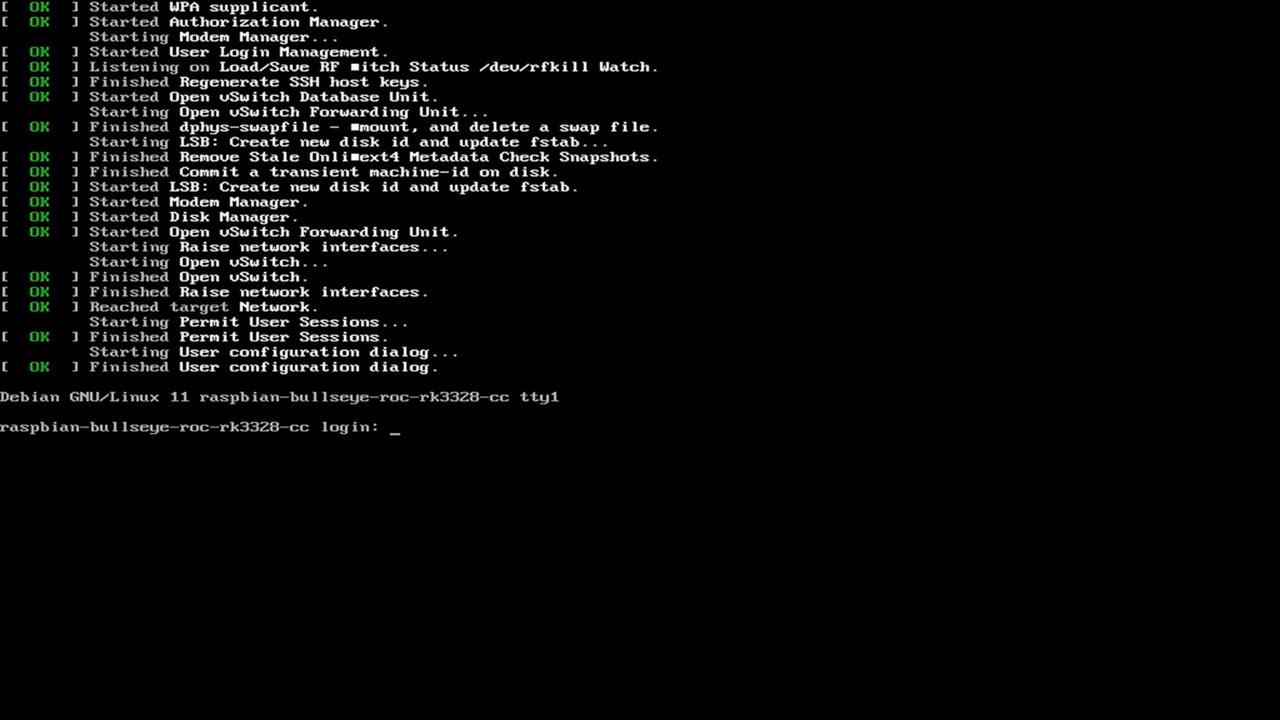 [  OK  ] Started WPA supplicant.
[  OK  ] Started Authorization Manager.
         Starting Modem Manager...
[  OK  ] Started User Login Management.
[  OK  ] Listening on Load/Save RF ■itch Status /dev/rfkill Watch.
[  OK  ] Finished Regenerate SSH host keys.
[  OK  ] Started Open vSwitch Database Unit.
         Starting Open vSwitch Forwarding Unit...
[  OK  ] Finished dphys-swapfile - ■mount, and delete a swap file.
         Starting LSB: Create new disk id and update fstab...
[  OK  ] Finished Remove Stale Onli■ext4 Metadata Check Snapshots.
[  OK  ] Finished Commit a transient machine-id on disk.
[  OK  ] Started LSB: Create new disk id and update fstab.
[  OK  ] Started Modem Manager.
[  OK  ] Started Disk Manager.
[  OK  ] Started Open vSwitch Forwarding Unit.
         Starting Raise network interfaces...
         Starting Open vSwitch...
[  OK  ] Finished Open vSwitch.
[  OK  ] Finished Raise network interfaces.
[  OK  ] Reached target Network.
         Starting Permit User Sessions...
[  OK  ] Finished Permit User Sessions.
         Starting User configuration dialog...
[  OK  ] Finished User configuration dialog.
Debian GNU/Linux 11 raspbian-bullseye-roc-rk3328-cc tty1
raspbian-bullseye-roc-rk3328-cc login: _